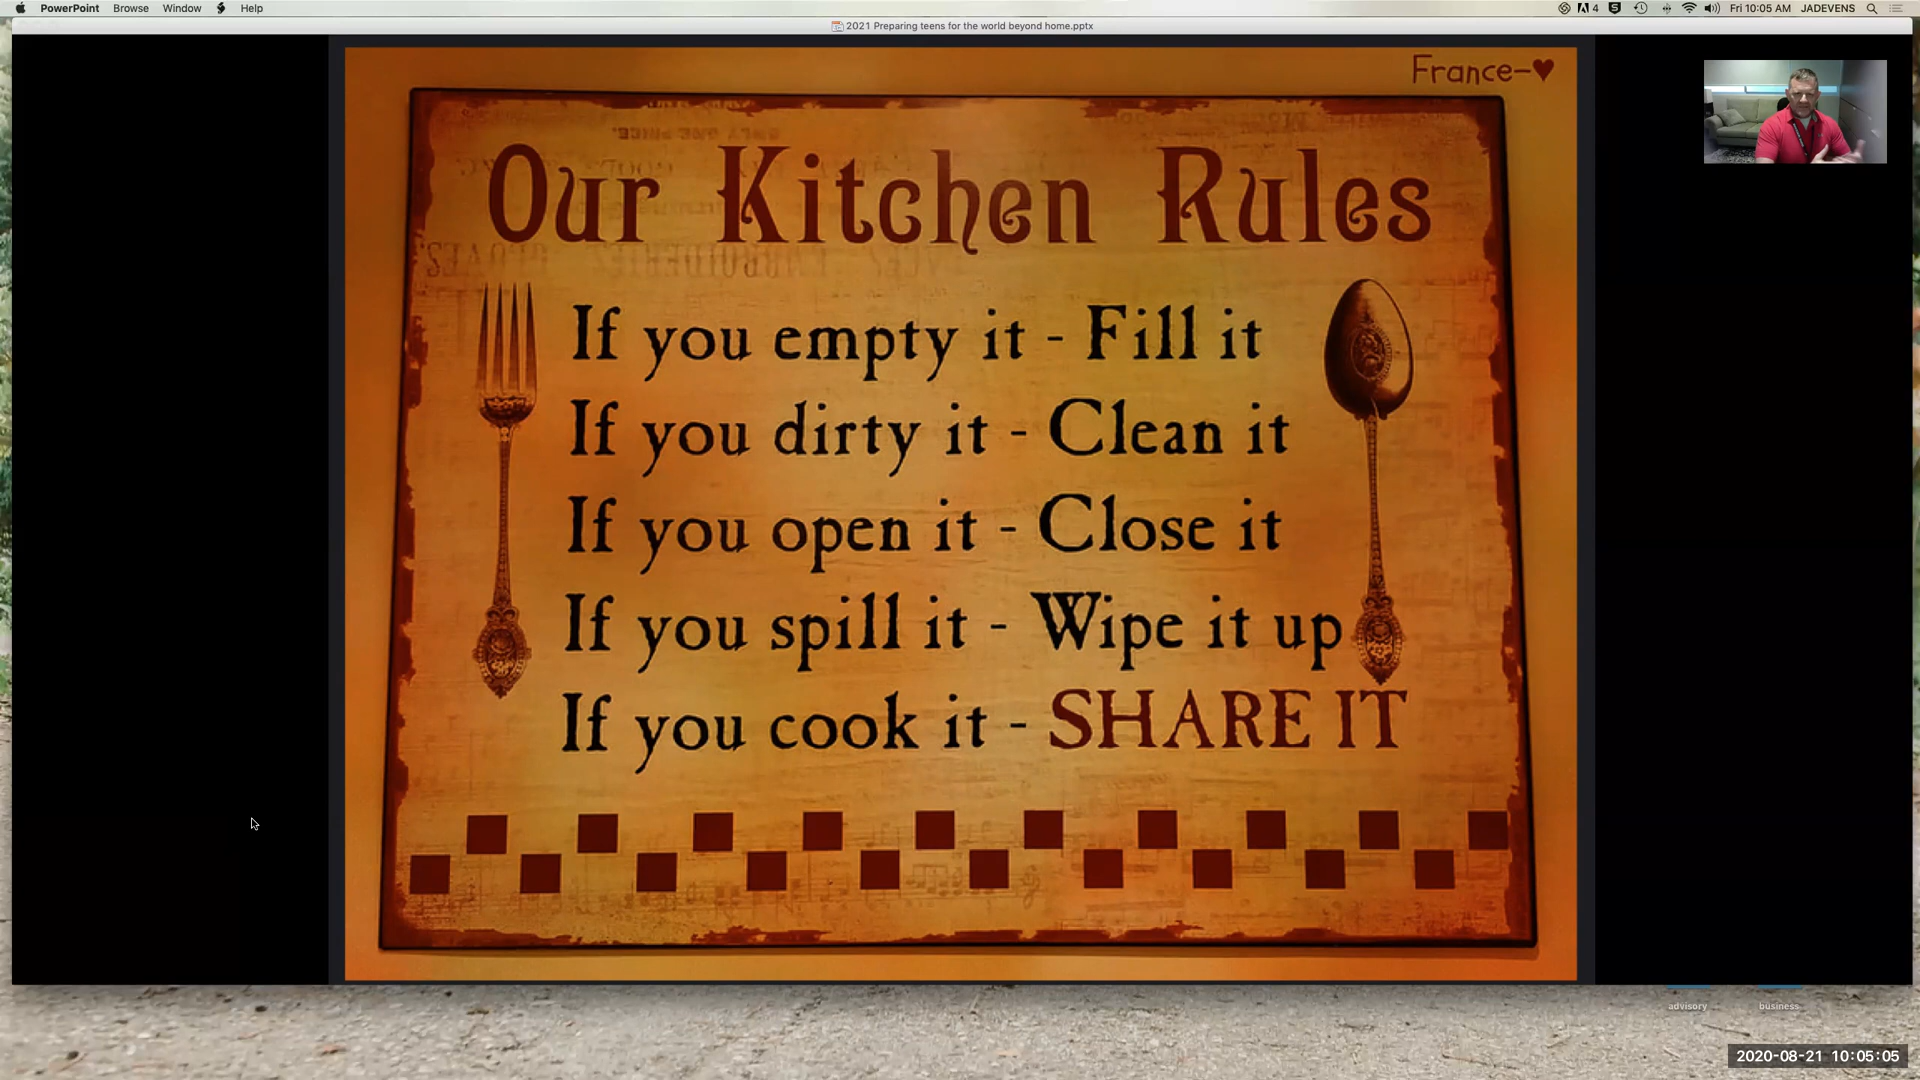 PowerPoint Browse Window Help
4 Fri 10:05 AM JADEVENS
2021 Preparing teens for the world beyond home.pptx
France-♥
Our Kitchen Rules
If you empty it - Fill it
If you dirty it - Clean it
If you open it - Close it
If you spill it - Wipe it up
If you cook it - SHARE IT
advisory business
2020-08-21 10:05:05